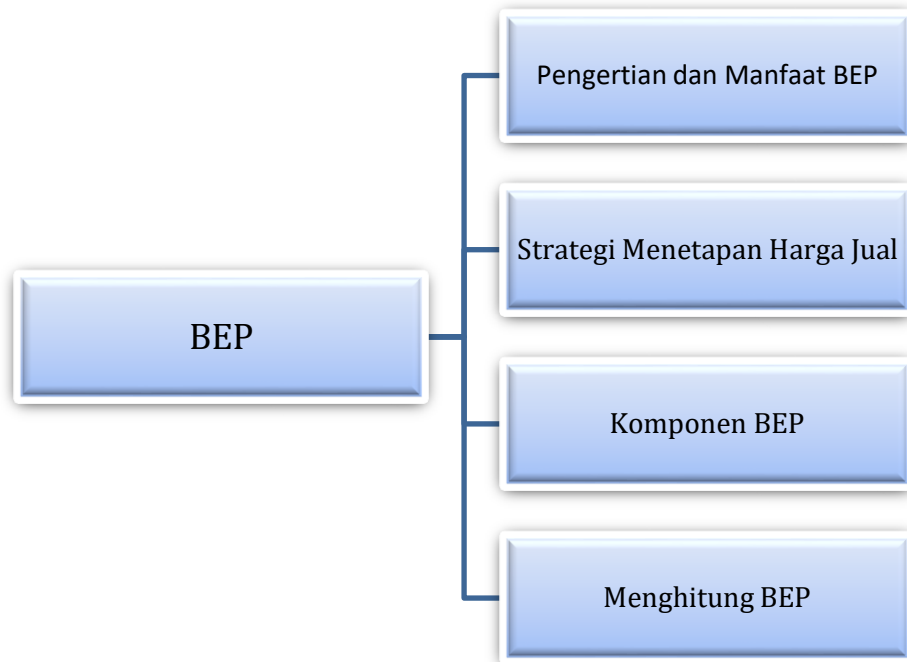 Pengertian dan Manfaat BEP
Strategi Menetapan Harga Jual
BEP
Komponen BEP
Menghitung BEP